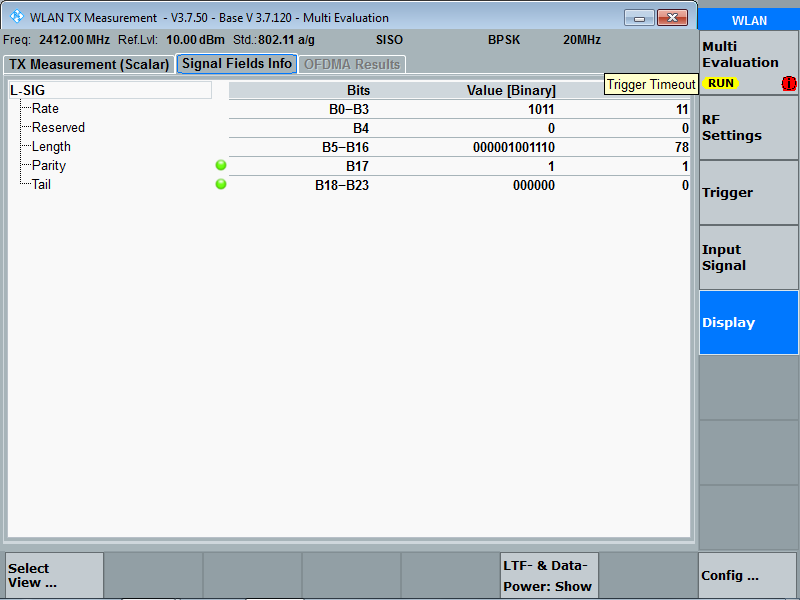 WLAN TX Measurement - V3.7.50 - Base V 3.7.120 - Multi Evaluation
WLAN
Freq: 2412.00 MHz Ref.Lvl: 10.00 dBm Std.: 802.11 a/g SISO BPSK 20MHz
TX Measurement (Scalar) Signal Fields Info OFDMA Results
Multi
Evaluation
RUN
Trigger Timeout
L-SIG Bits Value [Binary]
Rate B0-B3 1011 11
Reserved B4 0 0
Length B5-B16 000001001110 78
Parity B17 1 1
Tail B18-B23 000000 0
RF
Settings
Trigger
Input
Signal
Display
Select
View ...
LTF- & Data-
Power: Show
Config ...